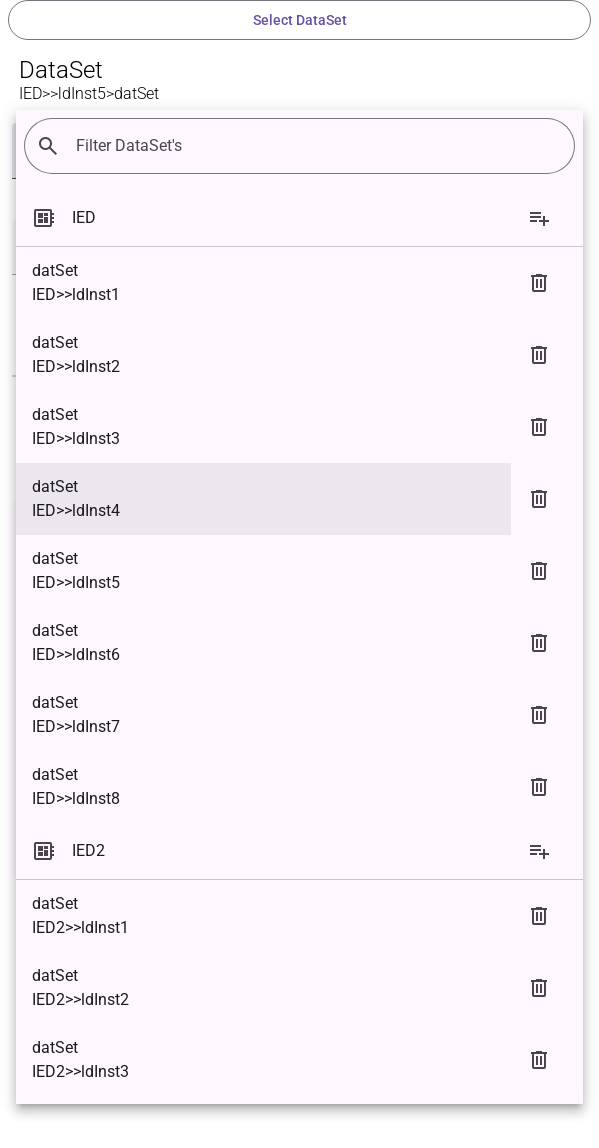 Select DataSet
DataSet
IED>>ldInst5>datSet
Filter DataSet's
IED
datSet
IED>>ldInst1
datSet
IED>>ldInst2
datSet
IED>>ldInst3
datSet
IED>>ldInst4
datSet
IED>>ldInst5
datSet
IED>>ldInst6
datSet
IED>>ldInst7
datSet
IED>>ldInst8
IED2
datSet
IED2>>ldInst1
datSet
IED2>>ldInst2
datSet
IED2>>ldInst3